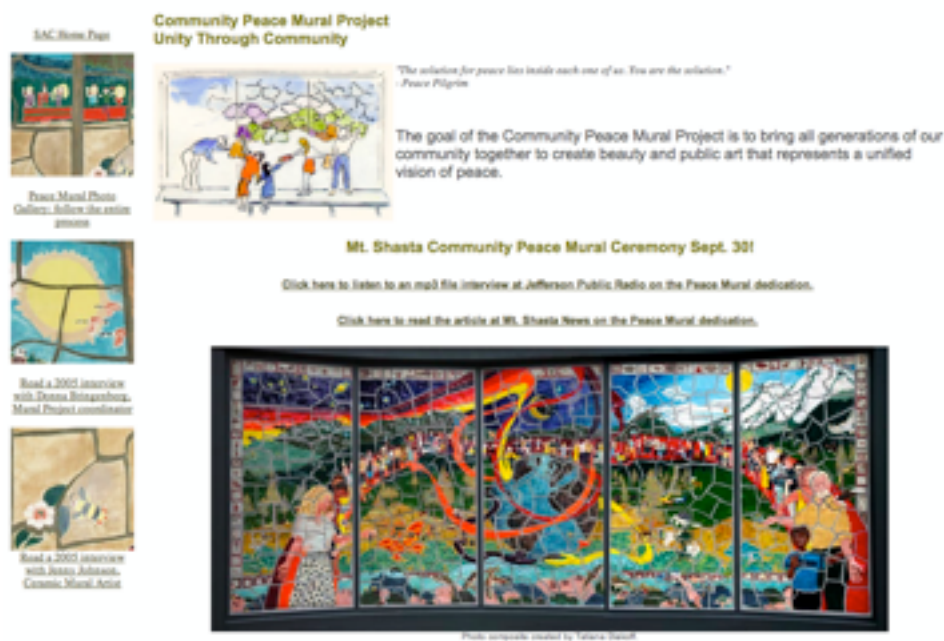 Community Peace Mural Project
Unity Through Community
SAC Home Page
"The solution for peace lies inside each one of us. You are the solution."
- Peace Pilgrim
The goal of the Community Peace Mural Project is to bring all generations of our
community together to create beauty and public art that represents a unified
vision of peace.
Peace Mural Photo
Gallery: follow the entire
process
Mt. Shasta Community Peace Mural Ceremony Sept. 30!
Click here to listen to an mp3 file interview at Jefferson Public Radio on the Peace Mural dedication.
Click here to read the article at Mt. Shasta News on the Peace Mural dedication.
Read a 2005 interview
with Donna Bringenberg,
Mural Project coordinator
Read a 2005 interview
with Jenny Johnson,
Ceramic Mural Artist
Photo composite created by Tatiana